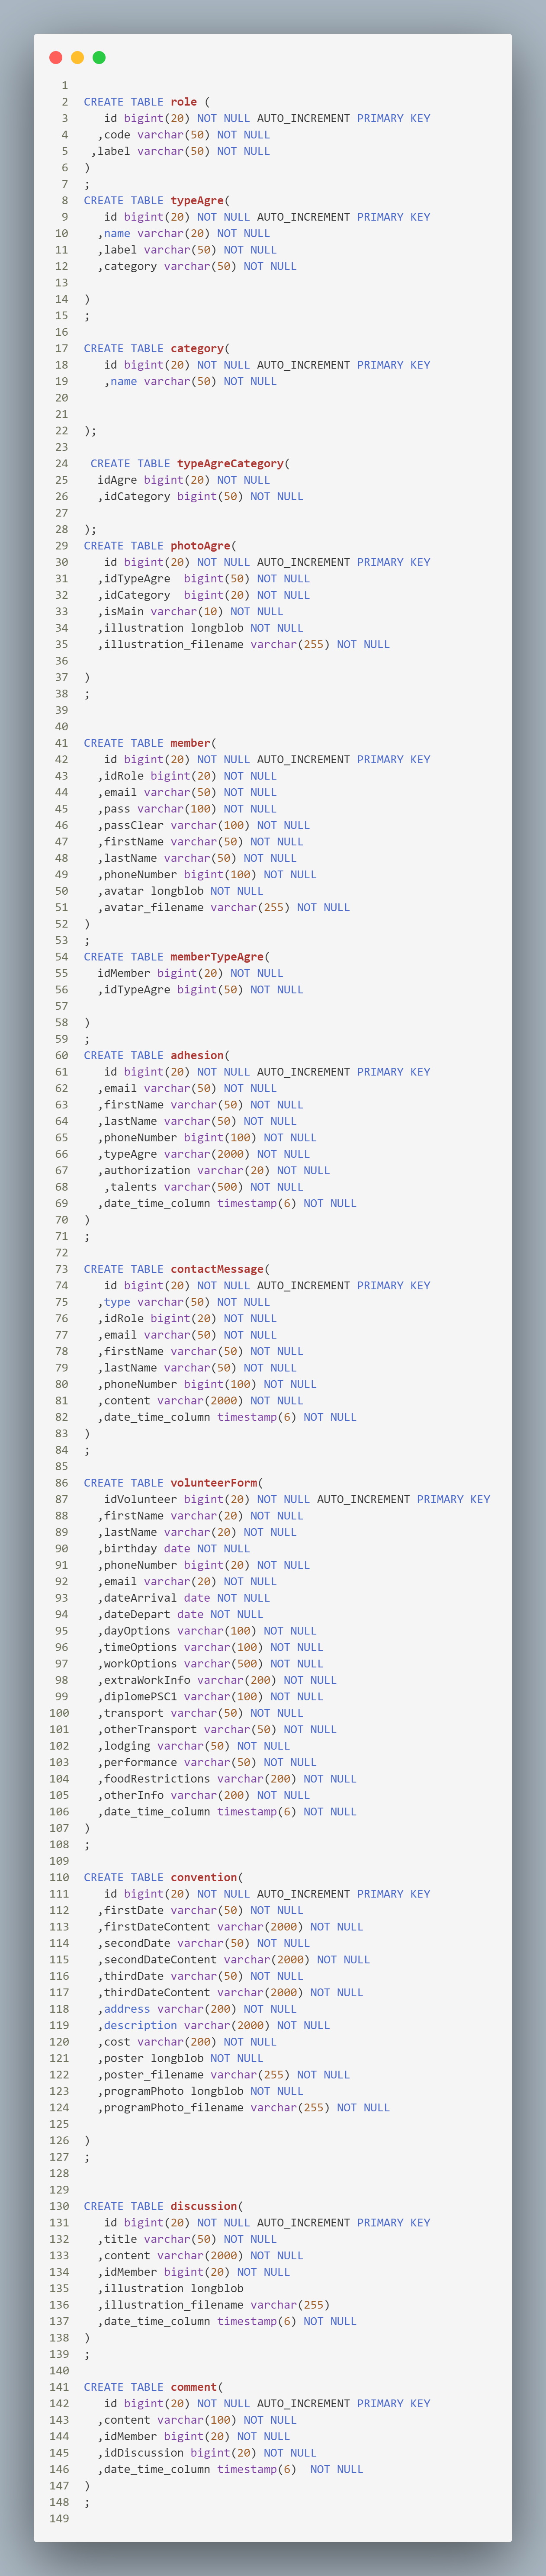 1
2 CREATE TABLE role (
3 id bigint(20) NOT NULL AUTO_INCREMENT PRIMARY KEY
4 ,code varchar(50) NOT NULL
5 ,label varchar(50) NOT NULL
6 )
7 ;
8 CREATE TABLE typeAgre(
9 id bigint(20) NOT NULL AUTO_INCREMENT PRIMARY KEY
10 ,name varchar(20) NOT NULL
11 ,label varchar(50) NOT NULL
12 ,category varchar(50) NOT NULL
13
14 )
15 ;
16
17 CREATE TABLE category(
18 id bigint(20) NOT NULL AUTO_INCREMENT PRIMARY KEY
19 ,name varchar(50) NOT NULL
20
21
22 );
23
24 CREATE TABLE typeAgreCategory(
25 idAgre bigint(20) NOT NULL
26 ,idCategory bigint(50) NOT NULL
27
28 );
29 CREATE TABLE photoAgre(
30 id bigint(20) NOT NULL AUTO_INCREMENT PRIMARY KEY
31 ,idTypeAgre bigint(50) NOT NULL
32 ,idCategory bigint(20) NOT NULL
33 ,isMain varchar(10) NOT NULL
34 ,illustration longblob NOT NULL
35 ,illustration_filename varchar(255) NOT NULL
36
37 )
38 ;
39
40
41 CREATE TABLE member(
42 id bigint(20) NOT NULL AUTO_INCREMENT PRIMARY KEY
43 ,idRole bigint(20) NOT NULL
44 ,email varchar(50) NOT NULL
45 ,pass varchar(100) NOT NULL
46 ,passClear varchar(100) NOT NULL
47 ,firstName varchar(50) NOT NULL
48 ,lastName varchar(50) NOT NULL
49 ,phoneNumber bigint(100) NOT NULL
50 ,avatar longblob NOT NULL
51 ,avatar_filename varchar(255) NOT NULL
52 )
53 ;
54 CREATE TABLE memberTypeAgre(
55 idMember bigint(20) NOT NULL
56 ,idTypeAgre bigint(50) NOT NULL
57
58 )
59 ;
60 CREATE TABLE adhesion(
61 id bigint(20) NOT NULL AUTO_INCREMENT PRIMARY KEY
62 ,email varchar(50) NOT NULL
63 ,firstName varchar(50) NOT NULL
64 ,lastName varchar(50) NOT NULL
65 ,phoneNumber bigint(100) NOT NULL
66 ,typeAgre varchar(2000) NOT NULL
67 ,authorization varchar(20) NOT NULL
68 ,talents varchar(500) NOT NULL
69 ,date_time_column timestamp(6) NOT NULL
70 )
71 ;
72
73 CREATE TABLE contactMessage(
74 id bigint(20) NOT NULL AUTO_INCREMENT PRIMARY KEY
75 ,type varchar(50) NOT NULL
76 ,idRole bigint(20) NOT NULL
77 ,email varchar(50) NOT NULL
78 ,firstName varchar(50) NOT NULL
79 ,lastName varchar(50) NOT NULL
80 ,phoneNumber bigint(100) NOT NULL
81 ,content varchar(2000) NOT NULL
82 ,date_time_column timestamp(6) NOT NULL
83 )
84 ;
85
86 CREATE TABLE volunteerForm(
87 idVolunteer bigint(20) NOT NULL AUTO_INCREMENT PRIMARY KEY
88 ,firstName varchar(20) NOT NULL
89 ,lastName varchar(20) NOT NULL
90 ,birthday date NOT NULL
91 ,phoneNumber bigint(20) NOT NULL
92 ,email varchar(20) NOT NULL
93 ,dateArrival date NOT NULL
94 ,dateDepart date NOT NULL
95 ,dayOptions varchar(100) NOT NULL
96 ,timeOptions varchar(100) NOT NULL
97 ,workOptions varchar(500) NOT NULL
98 ,extraWorkInfo varchar(200) NOT NULL
99 ,diplomePSC1 varchar(100) NOT NULL
100 ,transport varchar(50) NOT NULL
101 ,otherTransport varchar(50) NOT NULL
102 ,lodging varchar(50) NOT NULL
103 ,performance varchar(50) NOT NULL
104 ,foodRestrictions varchar(200) NOT NULL
105 ,otherInfo varchar(200) NOT NULL
106 ,date_time_column timestamp(6) NOT NULL
107 )
108 ;
109
110 CREATE TABLE convention(
111 id bigint(20) NOT NULL AUTO_INCREMENT PRIMARY KEY
112 ,firstDate varchar(50) NOT NULL
113 ,firstDateContent varchar(2000) NOT NULL
114 ,secondDate varchar(50) NOT NULL
115 ,secondDateContent varchar(2000) NOT NULL
116 ,thirdDate varchar(50) NOT NULL
117 ,thirdDateContent varchar(2000) NOT NULL
118 ,address varchar(200) NOT NULL
119 ,description varchar(2000) NOT NULL
120 ,cost varchar(200) NOT NULL
121 ,poster longblob NOT NULL
122 ,poster_filename varchar(255) NOT NULL
123 ,programPhoto longblob NOT NULL
124 ,programPhoto_filename varchar(255) NOT NULL
125
126 )
127 ;
128
129
130 CREATE TABLE discussion(
131 id bigint(20) NOT NULL AUTO_INCREMENT PRIMARY KEY
132 ,title varchar(50) NOT NULL
133 ,content varchar(2000) NOT NULL
134 ,idMember bigint(20) NOT NULL
135 ,illustration longblob
136 ,illustration_filename varchar(255)
137 ,date_time_column timestamp(6) NOT NULL
138 )
139 ;
140
141 CREATE TABLE comment(
142 id bigint(20) NOT NULL AUTO_INCREMENT PRIMARY KEY
143 ,content varchar(100) NOT NULL
144 ,idMember bigint(20) NOT NULL
145 ,idDiscussion bigint(20) NOT NULL
146 ,date_time_column timestamp(6) NOT NULL
147 )
148 ;
149